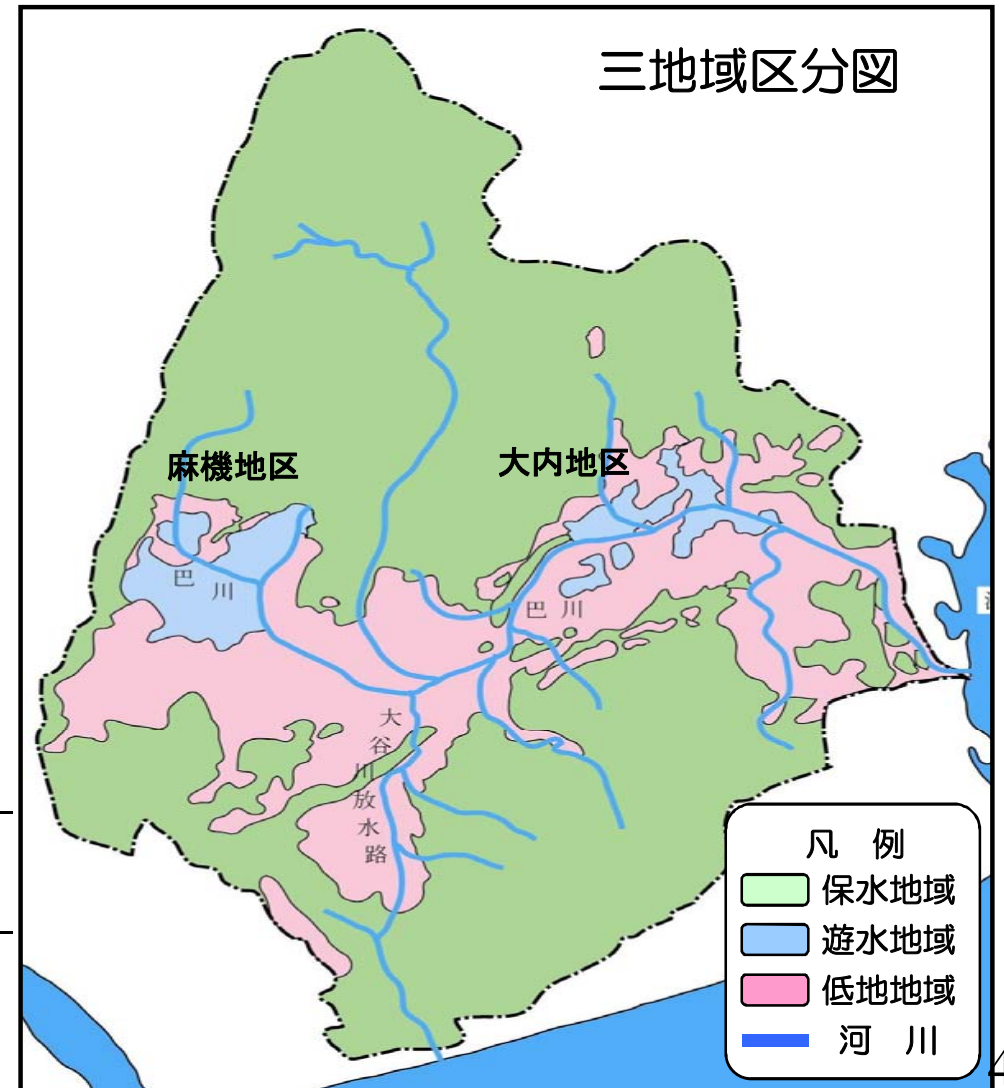 三地域区分図
麻機地区
大内地区
巴川
巴川
大谷川放水路
凡 例
保水地域
遊水地域
低地地域
河 川